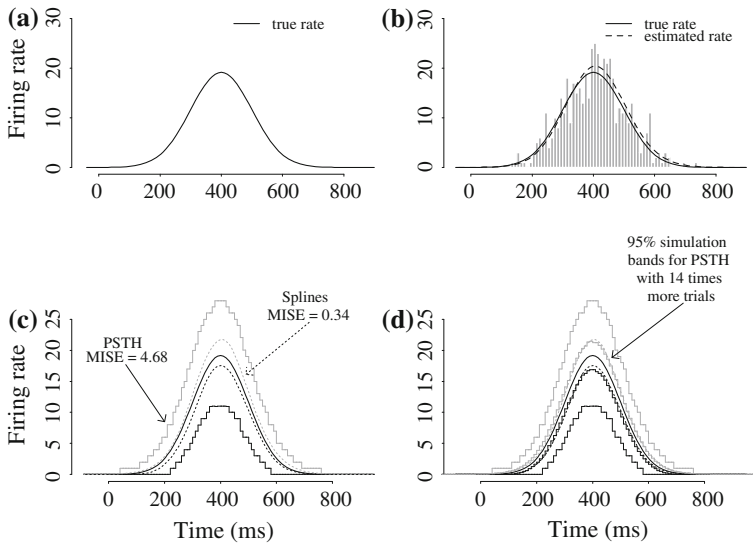 (a)
Firing rate
30
20
10
0
true rate
0 200 400 600 800
(b)
30
20
10
0
true rate
estimated rate
0 200 400 600 800
(c)
Firing rate
25
20
15
10
5
0
PSTH
MISE = 4.68
Splines
MISE = 0.34
0 200 400 600 800
Time (ms)
(d)
25
20
15
10
5
0
95% simulation
bands for PSTH
with 14 times
more trials
0 200 400 600 800
Time (ms)